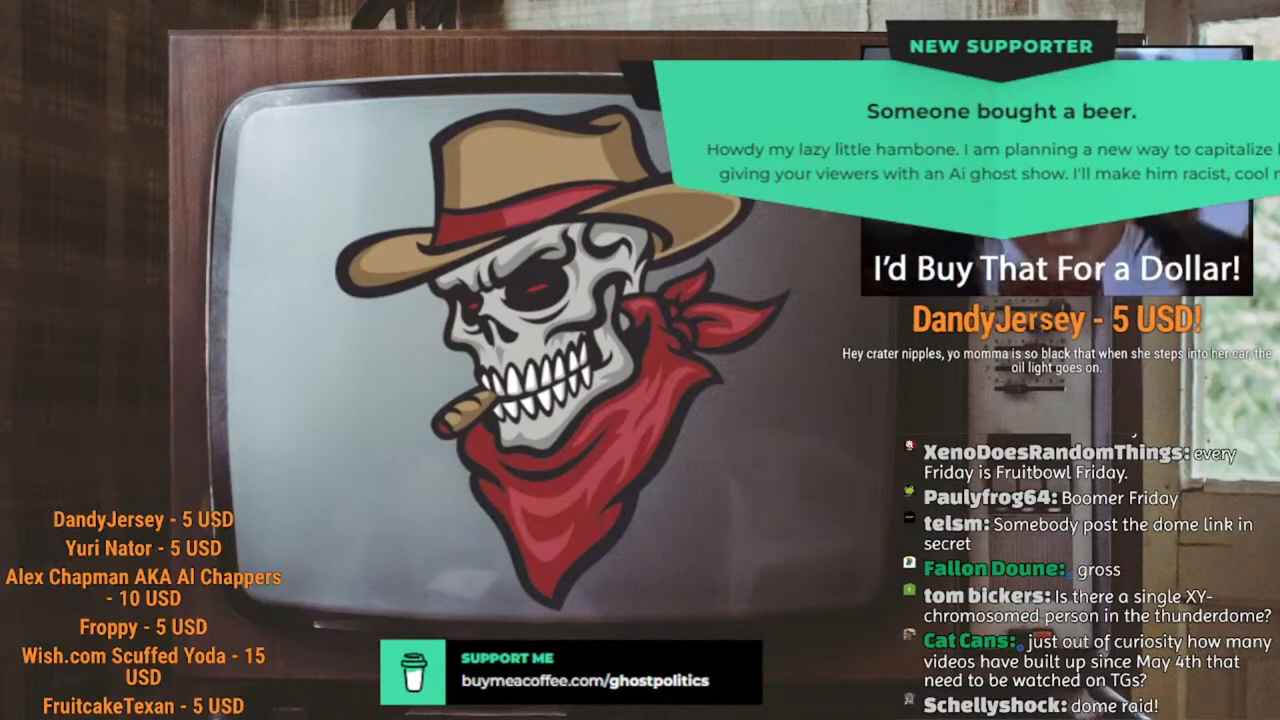 NEW SUPPORTER
Someone bought a beer.
Howdy my lazy little hambone. I am planning a new way to capitalize
giving your viewers with an Ai ghost show. I'll make him racist, cool
I'd Buy That For a Dollar!
DandyJersey - 5 USD!
Hey crater nipples, yo momma is so black that when she steps into her car, the
oil light goes on.
XenoDoesRandomThings: every
Friday is Fruitbowl Friday.
Paulyfrog64: Boomer Friday
telsm: Somebody post the dome link in
secret
Fallon Doune: gross
tom bickers: Is there a single XY-
chromosomed person in the thunderdome?
Cat Cans: just out of curiosity how many
videos have built up since May 4th that
need to be watched on TGs?
Schellyshock: dome raid!
DandyJersey - 5 USD
Yuri Nator - 5 USD
Alex Chapman AKA Al Chappers
- 10 USD
Froppy - 5 USD
Wish.com Scuffed Yoda - 15
USD
FruitcakeTexan - 5 USD
SUPPORT ME
buymeacoffee.com/ghostpolitics